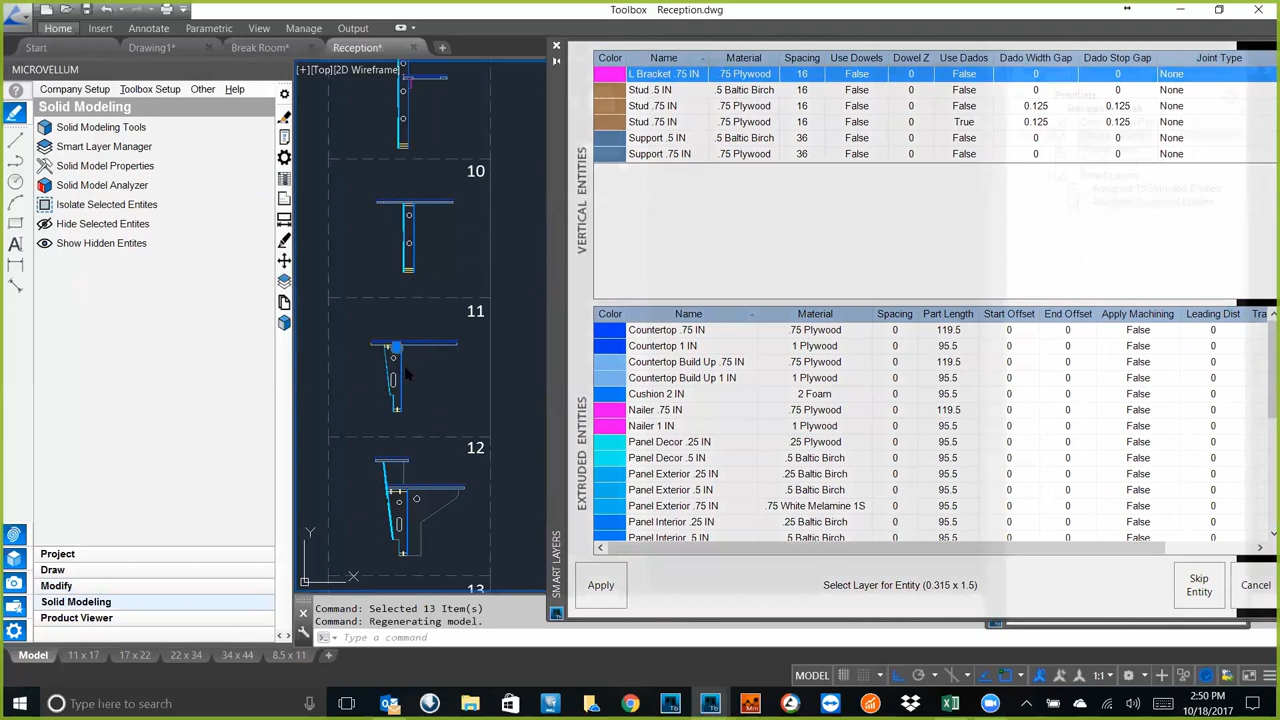 Toolbox Reception.dwg
Home Insert Annotate Parametric View Manage Output
Start Drawing1* Break Room* Reception*
MICROVELLUM
Company Setup Toolbox Setup Other Help
Solid Modeling
Solid Modeling Tools
Smart Layer Manager
Solid Model Properties
Solid Model Analyzer
Isolate Selected Entites
Hide Selected Entites
Show Hidden Entites
Project
Draw
Modify
Solid Modeling
Product Viewer
[+][Top][2D Wireframe]
10
11
12
13
Y
X
Command: Selected 13 Item(s)
Command: Regenerating model.
Type a command
SMART LAYERS
VERTICAL ENTITIES
Color Name Material Spacing Use Dowels Dowel Z Use Dados Dado Width Gap Dado Stop Gap Joint Type
L Bracket .75 IN .75 Plywood 16 False 0 False 0 0 None
Stud .5 IN .5 Baltic Birch 16 False 0 False 0 0 None
Stud .75 IN .75 Plywood 16 False 0 False 0.125 0.125 None
Stud .75 IN .75 Plywood 16 False 0 True 0.125 0.125 None
Support .5 IN .5 Baltic Birch 36 False 0 False 0 0 None
Support .75 IN .75 Plywood 36 False 0 False 0 0 None
EXTRUDED ENTITIES
Color Name Material Spacing Part Length Start Offset End Offset Apply Machining Leading Dist Tra
Countertop .75 IN .75 Plywood 0 119.5 0 0 False 0
Countertop 1 IN 1 Plywood 0 95.5 0 0 False 0
Countertop Build Up .75 IN .75 Plywood 0 119.5 0 0 False 0
Countertop Build Up 1 IN 1 Plywood 0 95.5 0 0 False 0
Cushion 2 IN 2 Foam 0 95.5 0 0 False 0
Nailer .75 IN .75 Plywood 0 119.5 0 0 False 0
Nailer 1 IN 1 Plywood 0 95.5 0 0 False 0
Panel Decor .25 IN .25 Plywood 0 95.5 0 0 False 0
Panel Decor .5 IN .5 Baltic Birch 0 95.5 0 0 False 0
Panel Exterior .25 IN .25 Baltic Birch 0 95.5 0 0 False 0
Panel Exterior .5 IN .5 Baltic Birch 0 95.5 0 0 False 0
Panel Exterior .75 IN .75 White Melamine 1S 0 95.5 0 0 False 0
Panel Interior .25 IN .25 Baltic Birch 0 95.5 0 0 False 0
Panel Interior .5 IN .5 Baltic Birch 0 95.5 0 0 False 0
Apply
Select Layer for Entity (0.315 x 1.5)
Skip Entity
Cancel
Model 11 x 17 17 x 22 22 x 34 34 x 44 8.5 x 11
MODEL 1:1
Type here to search
2:50 PM
10/18/2017